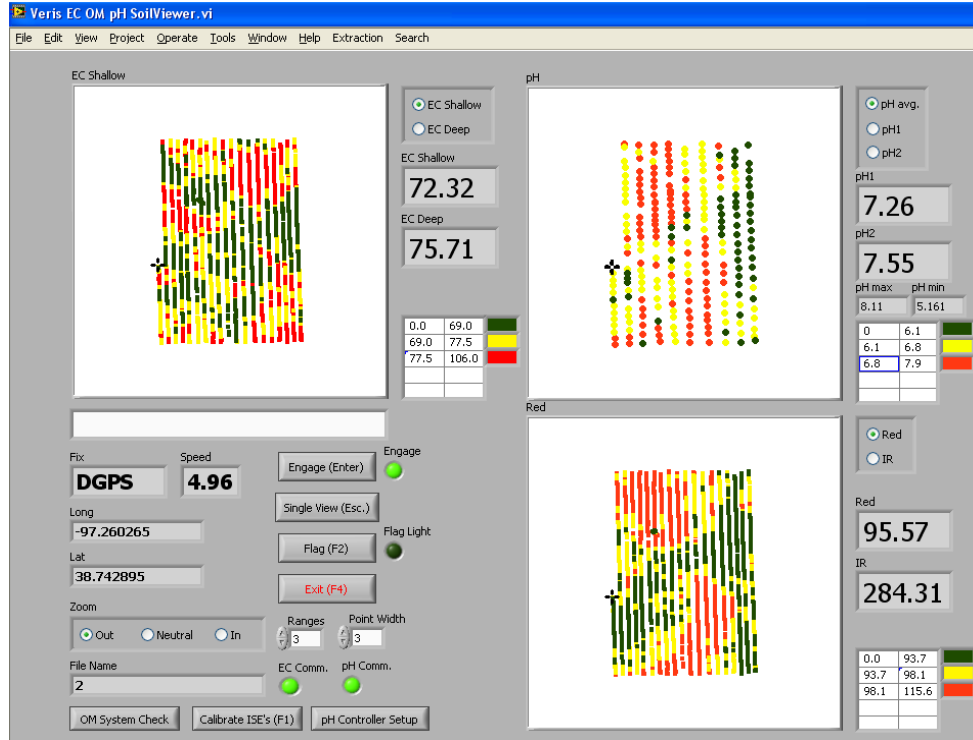 Veris EC OM pH SoilViewer.vi
File Edit View Project Operate Tools Window Help Extraction Search
EC Shallow
EC Shallow
EC Deep
EC Shallow
72.32
EC Deep
75.71
0.0 69.0
69.0 77.5
77.5 106.0
pH
pH avg.
pH1
pH2
pH1
7.26
pH2
7.55
pH max pH min
8.11 5.161
0 6.1
6.1 6.8
6.8 7.9
Fix Speed
DGPS 4.96
Long
-97.260265
Lat
38.742895
Zoom
Out Neutral In
File Name
2
Engage (Enter) Engage
Single View (Esc.)
Flag (F2) Flag Light
Exit (F4)
Ranges Point Width
3 3
EC Comm. pH Comm.
OM System Check Calibrate ISE's (F1) pH Controller Setup
Red
Red
IR
Red
95.57
IR
284.31
0.0 93.7
93.7 98.1
98.1 115.6